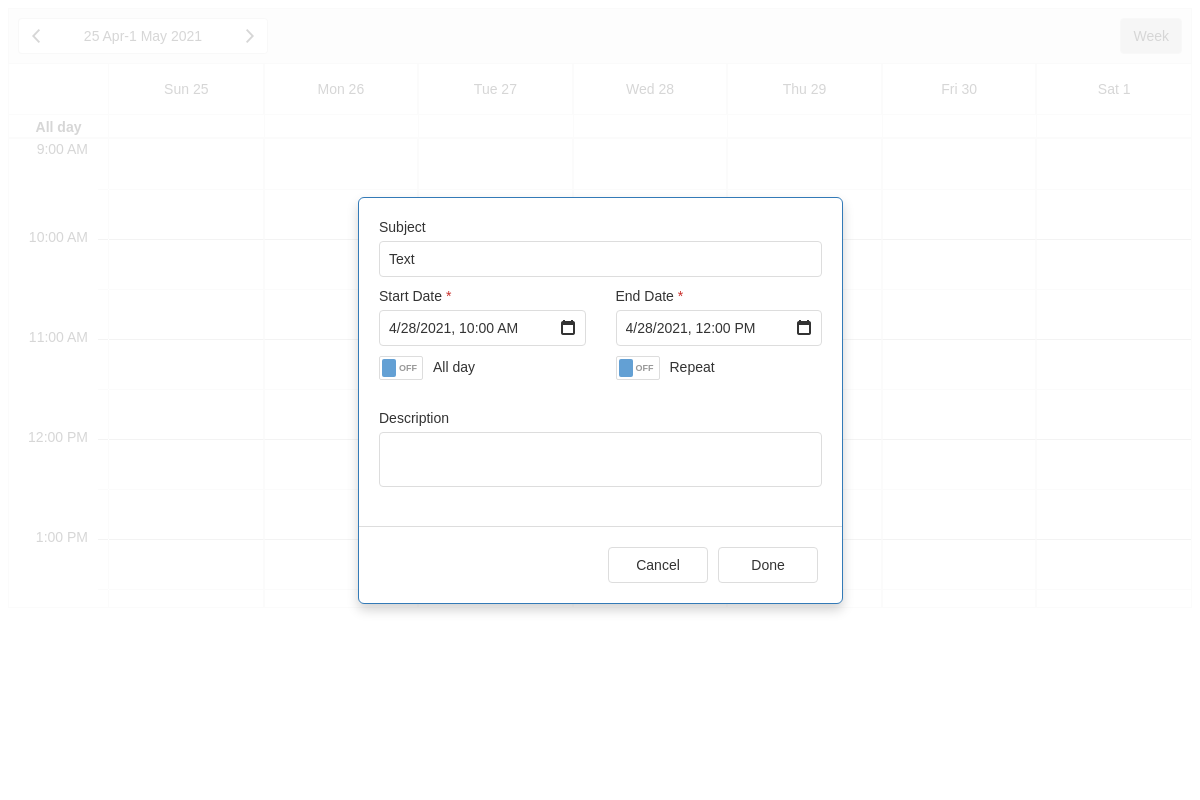 25 Apr-1 May 2021
Week
Sun 25
Mon 26
Tue 27
Wed 28
Thu 29
Fri 30
Sat 1
All day
9:00 AM
10:00 AM
11:00 AM
12:00 PM
1:00 PM
Subject
Text
Start Date *
End Date *
4/28/2021, 10:00 AM
4/28/2021, 12:00 PM
OFF All day
OFF Repeat
Description
Cancel
Done